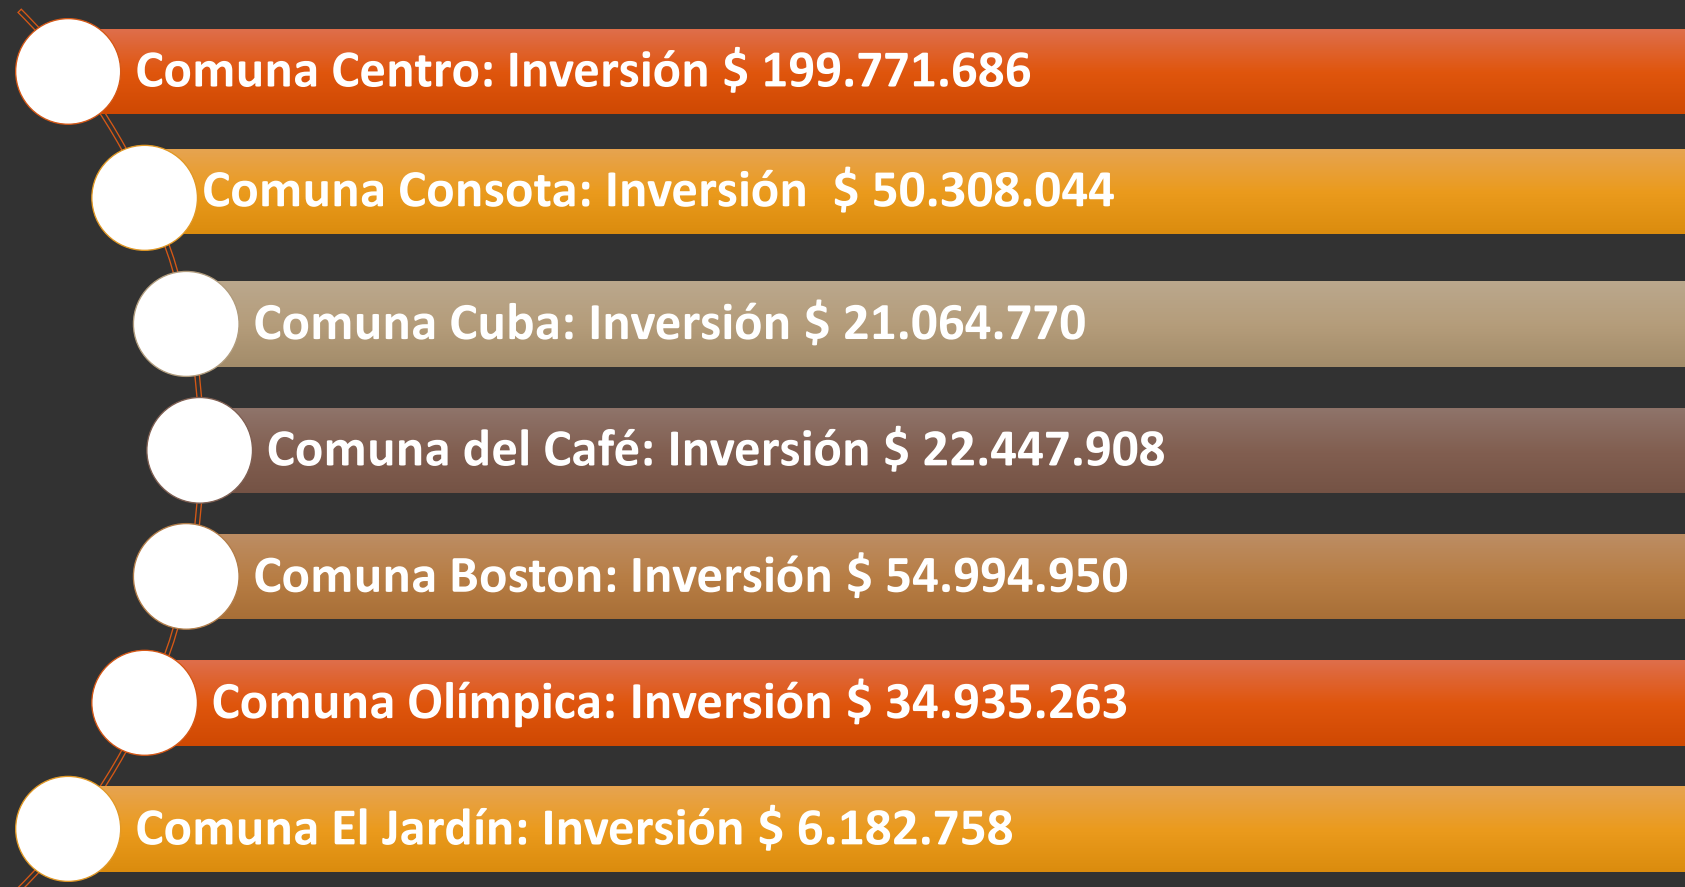 Comuna Centro: Inversión $ 199.771.686
Comuna Consota: Inversión  $ 50.308.044
Comuna Cuba: Inversión $ 21.064.770
Comuna del Café: Inversión $ 22.447.908
Comuna Boston: Inversión $ 54.994.950
Comuna Olímpica: Inversión $ 34.935.263
Comuna El Jardín: Inversión $ 6.182.758